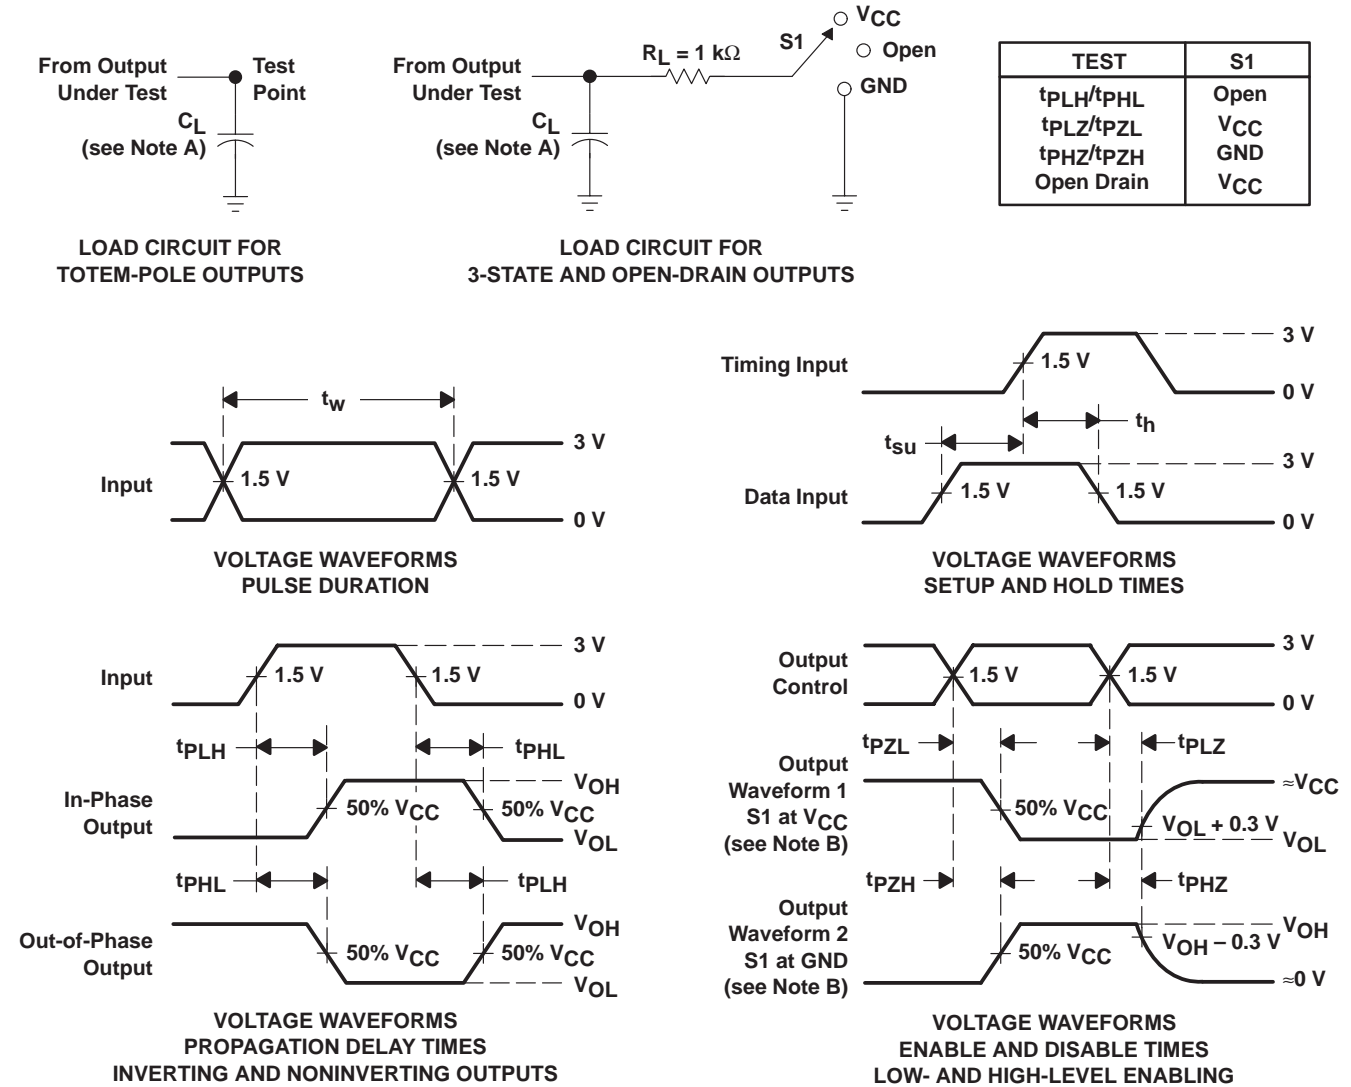 From Output
Under Test
Test
Point
CL
(see Note A)
LOAD CIRCUIT FOR
TOTEM-POLE OUTPUTS
From Output
Under Test
CL
(see Note A)
RL = 1 kΩ
S1
VCC
Open
GND
LOAD CIRCUIT FOR
3-STATE AND OPEN-DRAIN OUTPUTS
TEST S1
tPLH/tPHL Open
tPLZ/tPZL VCC
tPHZ/tPZH GND
Open Drain VCC
tw
Input
1.5 V
1.5 V
3 V
0 V
VOLTAGE WAVEFORMS
PULSE DURATION
Timing Input
1.5 V
3 V
0 V
tsu
th
Data Input
1.5 V
1.5 V
3 V
0 V
VOLTAGE WAVEFORMS
SETUP AND HOLD TIMES
Input
1.5 V
1.5 V
3 V
0 V
tPLH
tPHL
In-Phase
Output
50% VCC
50% VCC
VOH
VOL
tPHL
tPLH
Out-of-Phase
Output
50% VCC
50% VCC
VOH
VOL
VOLTAGE WAVEFORMS
PROPAGATION DELAY TIMES
INVERTING AND NONINVERTING OUTPUTS
Output
Control
1.5 V
1.5 V
3 V
0 V
tPZL
tPLZ
Output
Waveform 1
S1 at VCC
(see Note B)
50% VCC
VOL + 0.3 V
≈VCC
VOL
tPZH
tPHZ
Output
Waveform 2
S1 at GND
(see Note B)
50% VCC
VOH – 0.3 V
VOH
≈0 V
VOLTAGE WAVEFORMS
ENABLE AND DISABLE TIMES
LOW- AND HIGH-LEVEL ENABLING